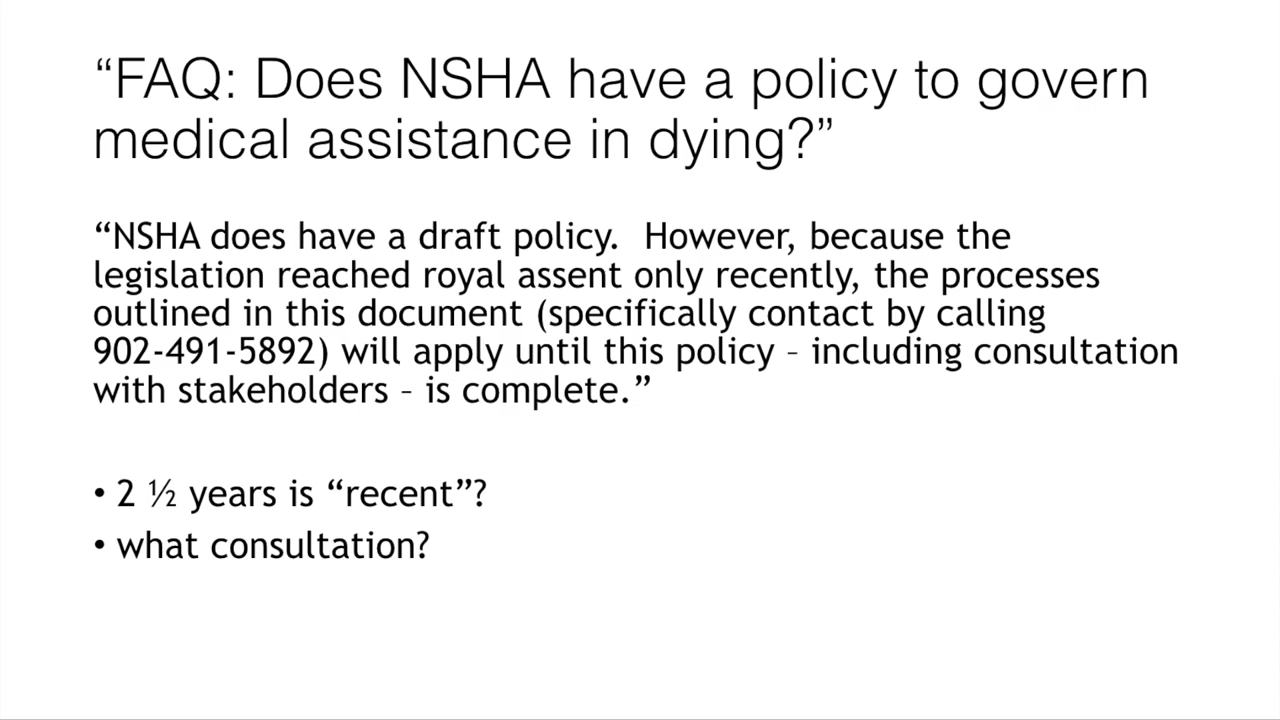 “FAQ: Does NSHA have a policy to govern
medical assistance in dying?”
“NSHA does have a draft policy.  However, because the
legislation reached royal assent only recently, the processes
outlined in this document (specifically contact by calling
902-491-5892) will apply until this policy – including consultation
with stakeholders – is complete.”
• 2 ½ years is “recent”?
• what consultation?